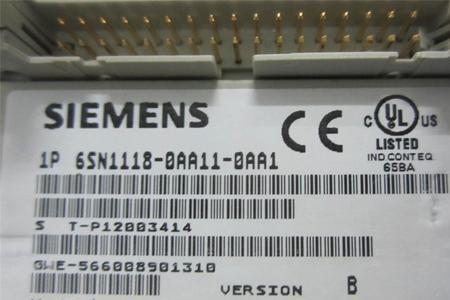 SIEMENS
CE
C UL US
LISTED
IND.CONT.EQ.
65BA
1P 6SN1118-0AA11-0AA1
S T-P12003414
GWE-566008901310
VERSION B